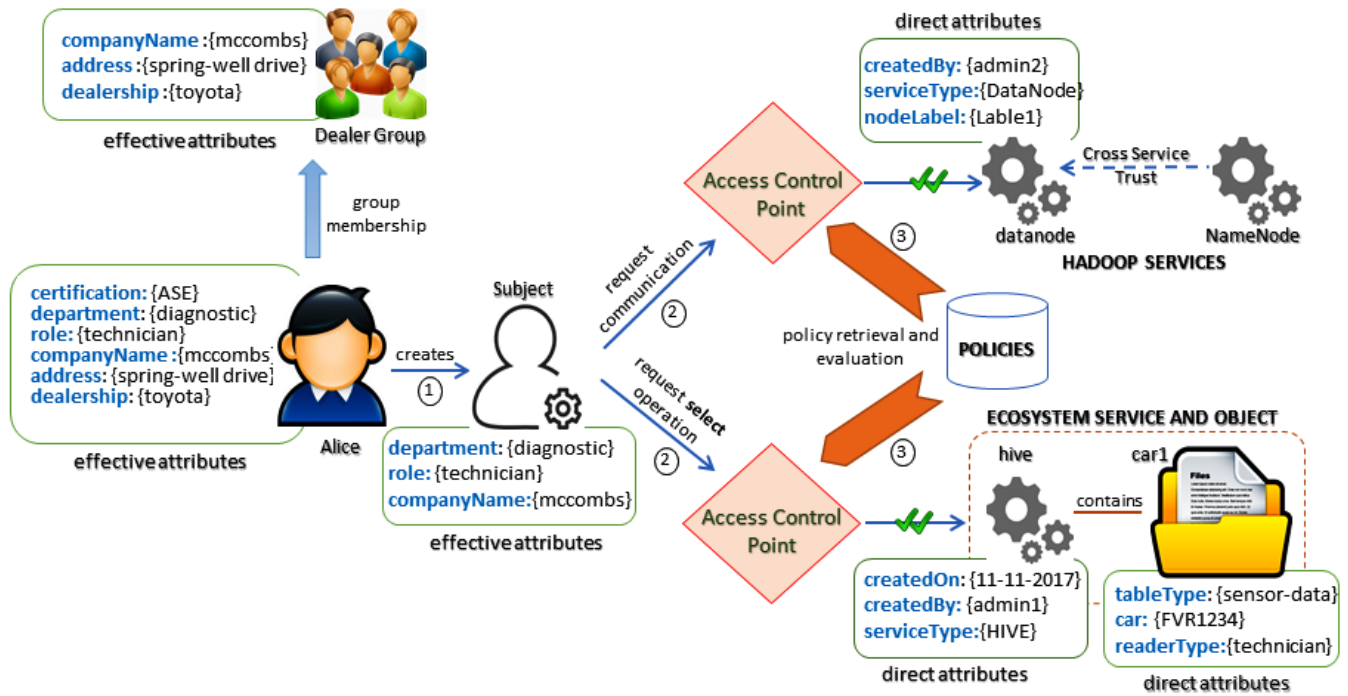 companyName :{mccombs}
address :{spring-well drive}
dealership :{toyota}
effective attributes
Dealer Group
group
membership
certification: {ASE}
department: {diagnostic}
role: {technician}
companyName :{mccombs}
address: {spring-well drive}
dealership: {toyota}
effective attributes
Alice
creates
1
Subject
department: {diagnostic}
role: {technician}
companyName:{mccombs}
effective attributes
request
communication
2
request select
operation
2
Access Control
Point
Access Control
Point
3
policy retrieval and
evaluation
POLICIES
3
direct attributes
createdBy: {admin2}
serviceType:{DataNode}
nodeLabel: {Lable1}
datanode
Cross Service
Trust
NameNode
HADOOP SERVICES
ECOSYSTEM SERVICE AND OBJECT
hive
car1
contains
Files
createdOn: {11-11-2017}
createdBy: {admin1}
serviceType:{HIVE}
direct attributes
tableType: {sensor-data}
car: {FVR1234}
readerType:{technician}
direct attributes